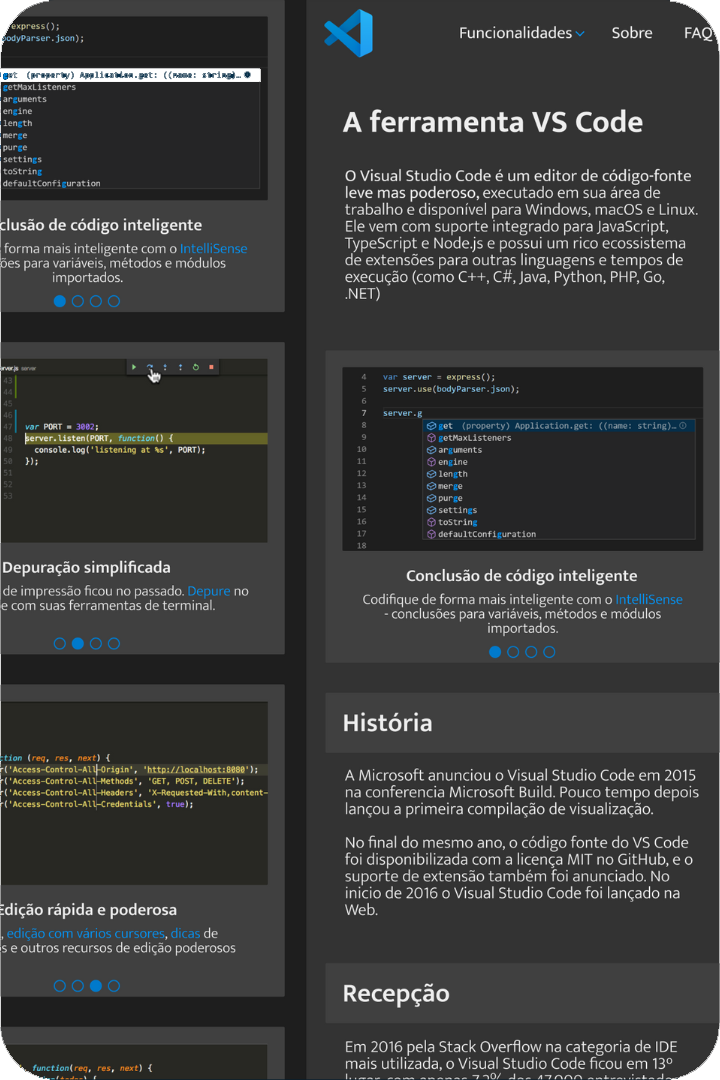 express();
bodyParser.json);
get (property) Application.get: ((name: string)…
getMaxListeners
arguments
engine
length
merge
purge
settings
toString
defaultConfiguration
clusão de código inteligente
forma mais inteligente com o IntelliSense
ões para variáveis, métodos e módulos
importados.
erver.js server
43
44
45
46
47 var PORT = 3002;
48 server.listen(PORT, function() {
49 console.log('listening at %s', PORT);
50 });
51
52
53
Depuração simplificada
de impressão ficou no passado. Depure no
e com suas ferramentas de terminal.
ction (req, res, next) {
r('Access-Control-All-Origin', 'http://localhost:8080');
r('Access-Control-All-Methods', 'GET, POST, DELETE');
r('Access-Control-All-Headers', 'X-Requested-With,content-
r('Access-Control-All-Credentials', true);
Edição rápida e poderosa
, edição com vários cursores, dicas de
s e outros recursos de edição poderosos
function(req, res, next) {
Funcionalidades
Sobre
FAQ
A ferramenta VS Code
O Visual Studio Code é um editor de código-fonte
leve mas poderoso, executado em sua área de
trabalho e disponível para Windows, macOS e Linux.
Ele vem com suporte integrado para JavaScript,
TypeScript e Node.js e possui um rico ecossistema
de extensões para outras linguagens e tempos de
execução (como C++, C#, Java, Python, PHP, Go,
.NET)
4 var server = express();
5 server.use(bodyParser.json);
6
7 server.g
8 get (property) Application.get: ((name: string)…
9 getMaxListeners
10 arguments
11 engine
12 length
13 merge
14 purge
15 settings
16 toString
17 defaultConfiguration
18
Conclusão de código inteligente
Codifique de forma mais inteligente com o IntelliSense
- conclusões para variáveis, métodos e módulos
importados.
História
A Microsoft anunciou o Visual Studio Code em 2015
na conferencia Microsoft Build. Pouco tempo depois
lançou a primeira compilação de visualização.
No final do mesmo ano, o código fonte do VS Code
foi disponibilizada com a licença MIT no GitHub, e o
suporte de extensão também foi anunciado. No
inicio de 2016 o Visual Studio Code foi lançado na
Web.
Recepção
Em 2016 pela Stack Overflow na categoria de IDE
mais utilizada, o Visual Studio Code ficou em 13º
lugar, com apenas 7,2% dos 47.000 entrevistados